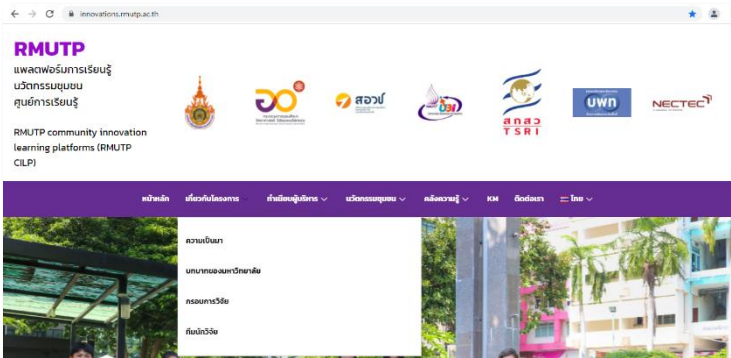 innovations.rmutp.ac.th
RMUTP
แพลตฟอร์มการเรียนรู้
นวัตกรรมชุมชน
ศูนย์การเรียนรู้
RMUTP community innovation
learning platforms (RMUTP
CILP)
สอวช
สกสว
TSRI
บพท
NECTEC
หน้าหลัก เกี่ยวกับโครงการ ทำเนียบผู้บริหาร นวัตกรรมชุมชน คลังความรู้ KM ติดต่อเรา ไทย
ความเป็นมา
บทบาทของมหาวิทยาลัย
กรอบการวิจัย
ทีมนักวิจัย